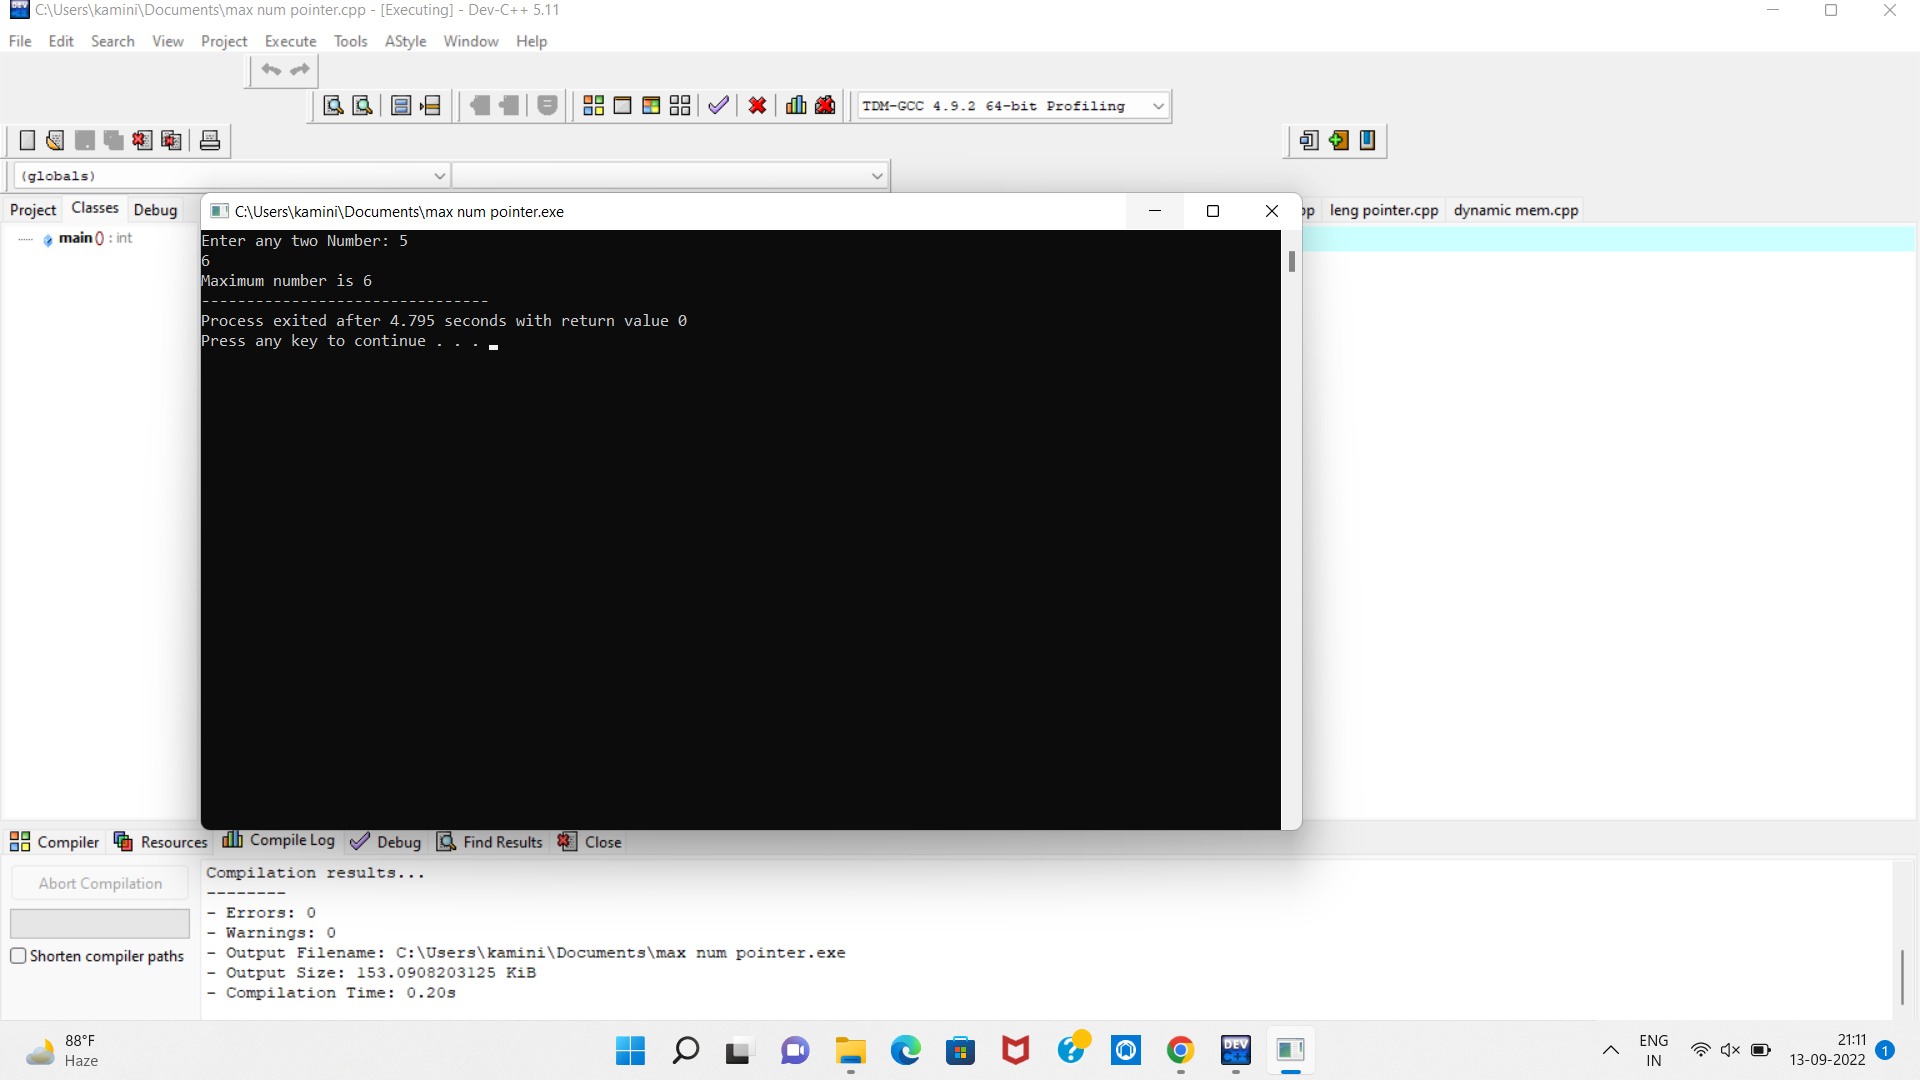 C:\Users\kamini\Documents\max num pointer.cpp - [Executing] - Dev-C++ 5.11
File Edit Search View Project Execute Tools AStyle Window Help
TDM-GCC 4.9.2 64-bit Profiling
(globals)
Project Classes Debug
C:\Users\kamini\Documents\max num pointer.exe
pp leng pointer.cpp dynamic mem.cpp
main () : int
Enter any two Number: 5
6
Maximum number is 6
--------------------------------
Process exited after 4.795 seconds with return value 0
Press any key to continue . . .
Compiler Resources Compile Log Debug Find Results Close
Abort Compilation
Shorten compiler paths
Compilation results...
--------
- Errors: 0
- Warnings: 0
- Output Filename: C:\Users\kamini\Documents\max num pointer.exe
- Output Size: 153.0908203125 KiB
- Compilation Time: 0.20s
88°F
Haze
DEV
C++
ENG
IN
21:11
13-09-2022
1